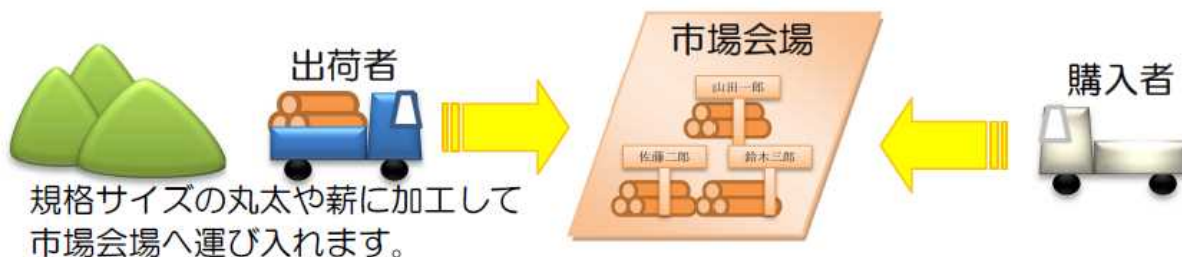 出荷者
市場会場
購入者
山田一郎
佐藤二郎
鈴木三郎
規格サイズの丸太や薪に加工して
市場会場へ運び入れます。